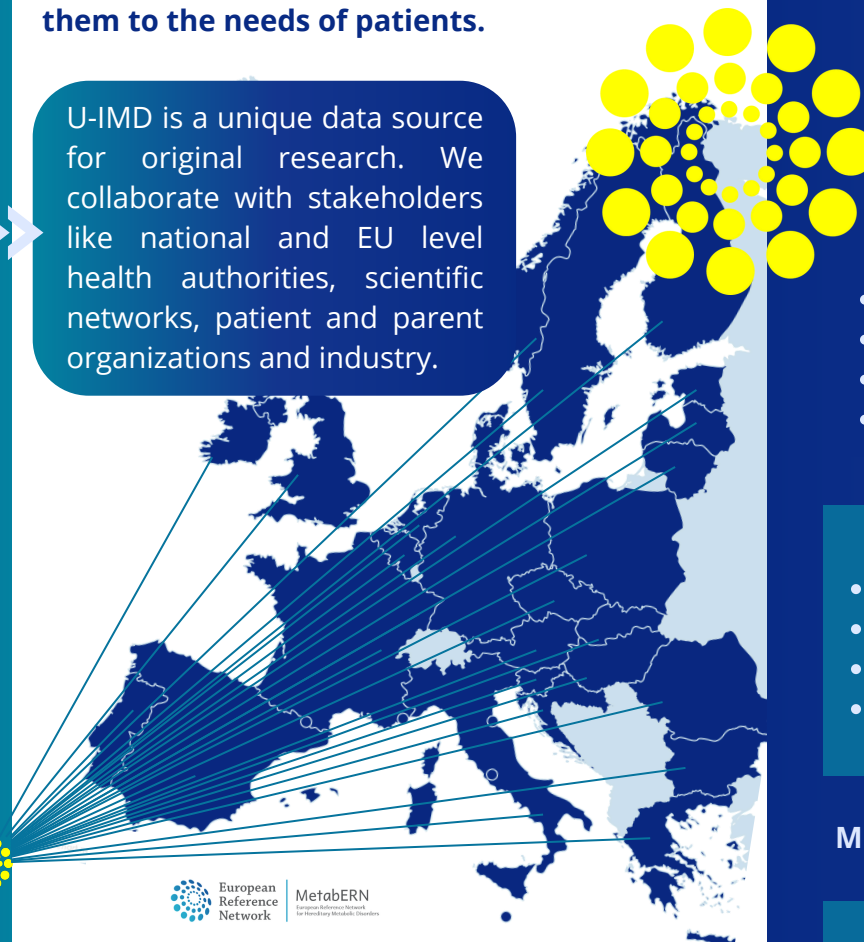 them to the needs of patients.
U-IMD is a unique data source
for original research. We
collaborate with stakeholders
like national and EU level
health authorities, scientific
networks, patient and parent
organizations and industry.
M
European
Reference
Network
MetabERN
European Reference Network
for Hereditary Metabolic Disorders